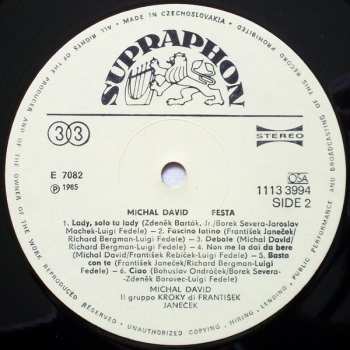 MADE IN CZECHOSLOVAKIA
ALL RIGHTS OF THE PRODUCER AND OF THE OWNER OF THE WORK REPRODUCED RESERVED · UNAUTHORIZED COPYING · HIRING · LENDING · PUBLIC PERFORMANCE AND BROADCASTING OF THIS RECORD PROHIBITED
SUPRAPHON
33
STEREO
E 7082
℗ 1985
OSA
1113 3994
SIDE 2
MICHAL DAVID FESTA
1. Lady, solo tu lady (Zdeněk Barták, Jr./Borek Severa-Jaroslav
Machek-Luigi Fedele) - 2. Fascino latino (František Janeček/
Richard Bergman-Luigi Fedele) - 3. Debole (Michal David/
Richard Bergman-Luigi Fedele) - 4. Non me la dai da bere
(Michal David/František Řebíček-Luigi Fedele) - 5. Basta
con te (František Janeček/Richard Bergman-Luigi
Fedele) - 6. Ciao (Bohuslav Ondráček/Borek Severa-
-Zdeněk Borovec-Luigi Fedele)
MICHAL DAVID
Il gruppo KROKY di FRANTIŠEK
JANEČEK